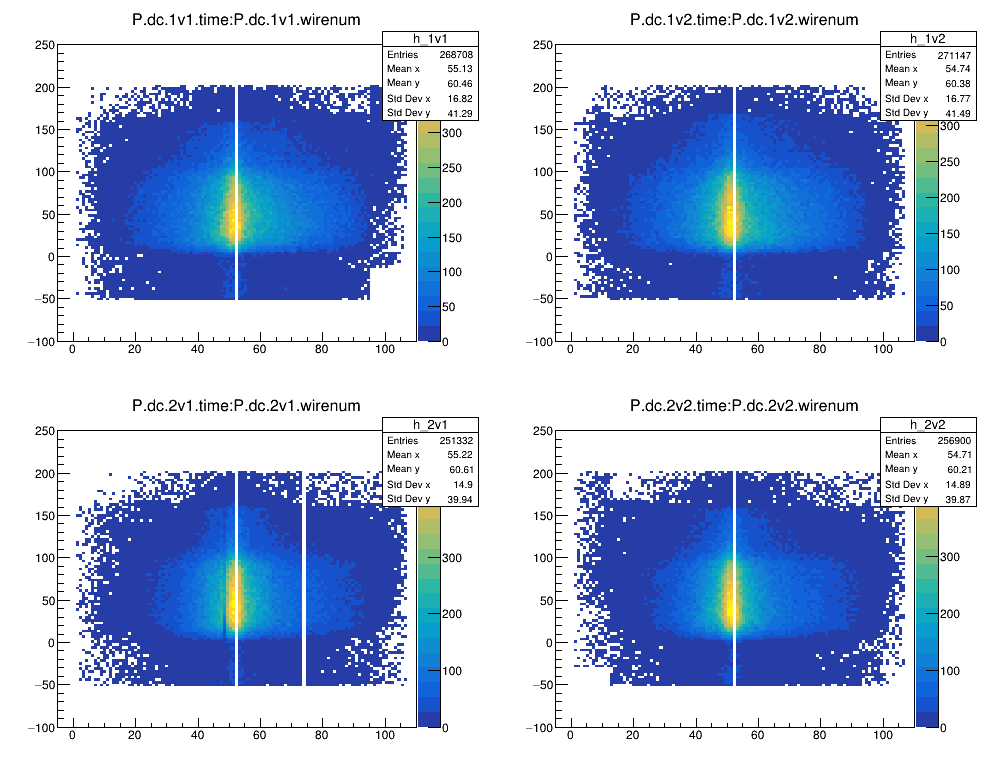 P.dc.1v1.time:P.dc.1v1.wirenum
h_1v1
Entries 268708
Mean x 55.13
Mean y 60.46
Std Dev x 16.82
Std Dev y 41.29
250
200
150
100
50
0
−50
−100
0 20 40 60 80 100
300
250
200
150
100
50
0
P.dc.1v2.time:P.dc.1v2.wirenum
h_1v2
Entries 271147
Mean x 54.74
Mean y 60.38
Std Dev x 16.77
Std Dev y 41.49
250
200
150
100
50
0
−50
−100
0 20 40 60 80 100
300
250
200
150
100
50
0
P.dc.2v1.time:P.dc.2v1.wirenum
h_2v1
Entries 251332
Mean x 55.22
Mean y 60.61
Std Dev x 14.9
Std Dev y 39.94
250
200
150
100
50
0
−50
−100
0 20 40 60 80 100
300
200
100
0
P.dc.2v2.time:P.dc.2v2.wirenum
h_2v2
Entries 256900
Mean x 54.71
Mean y 60.21
Std Dev x 14.89
Std Dev y 39.87
250
200
150
100
50
0
−50
−100
0 20 40 60 80 100
300
200
100
0